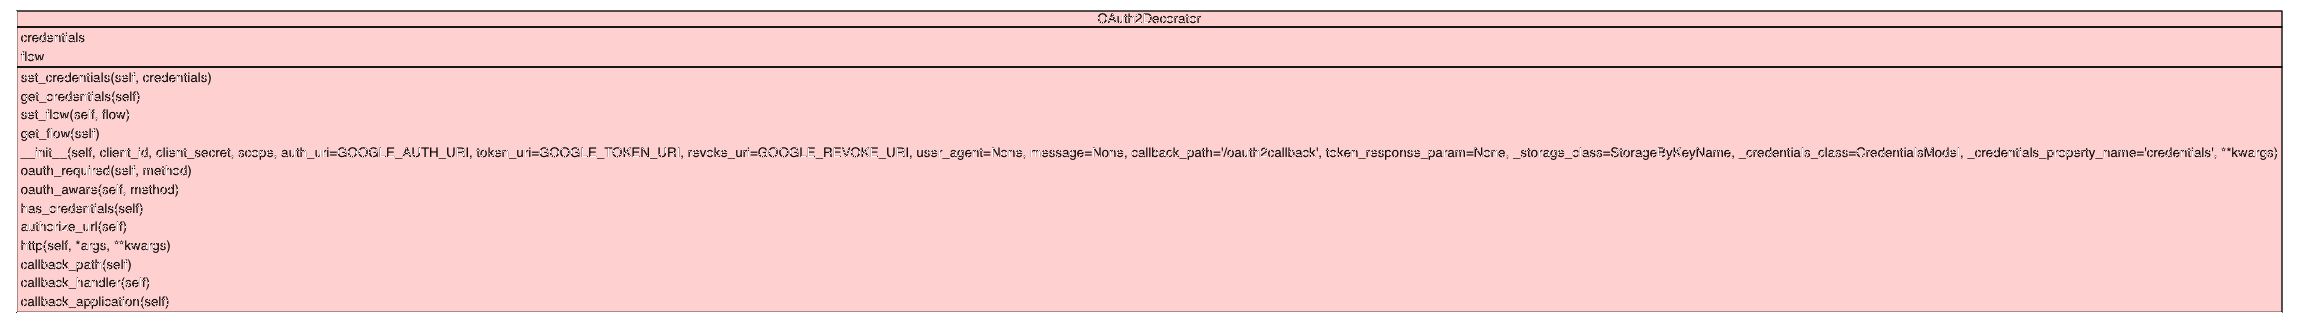 OAuth2Decorator
credentials
flow
set_credentials(self, credentials)
get_credentials(self)
set_flow(self, flow)
get_flow(self)
__init__(self, client_id, client_secret, scope, auth_uri=GOOGLE_AUTH_URI, token_uri=GOOGLE_TOKEN_URI, revoke_uri=GOOGLE_REVOKE_URI, user_agent=None, message=None, callback_path='/oauth2callback', token_response_param=None, _storage_class=StorageByKeyName, _credentials_class=CredentialsModel, _credentials_property_name='credentials', **kwargs)
oauth_required(self, method)
oauth_aware(self, method)
has_credentials(self)
authorize_url(self)
http(self, *args, **kwargs)
callback_path(self)
callback_handler(self)
callback_application(self)